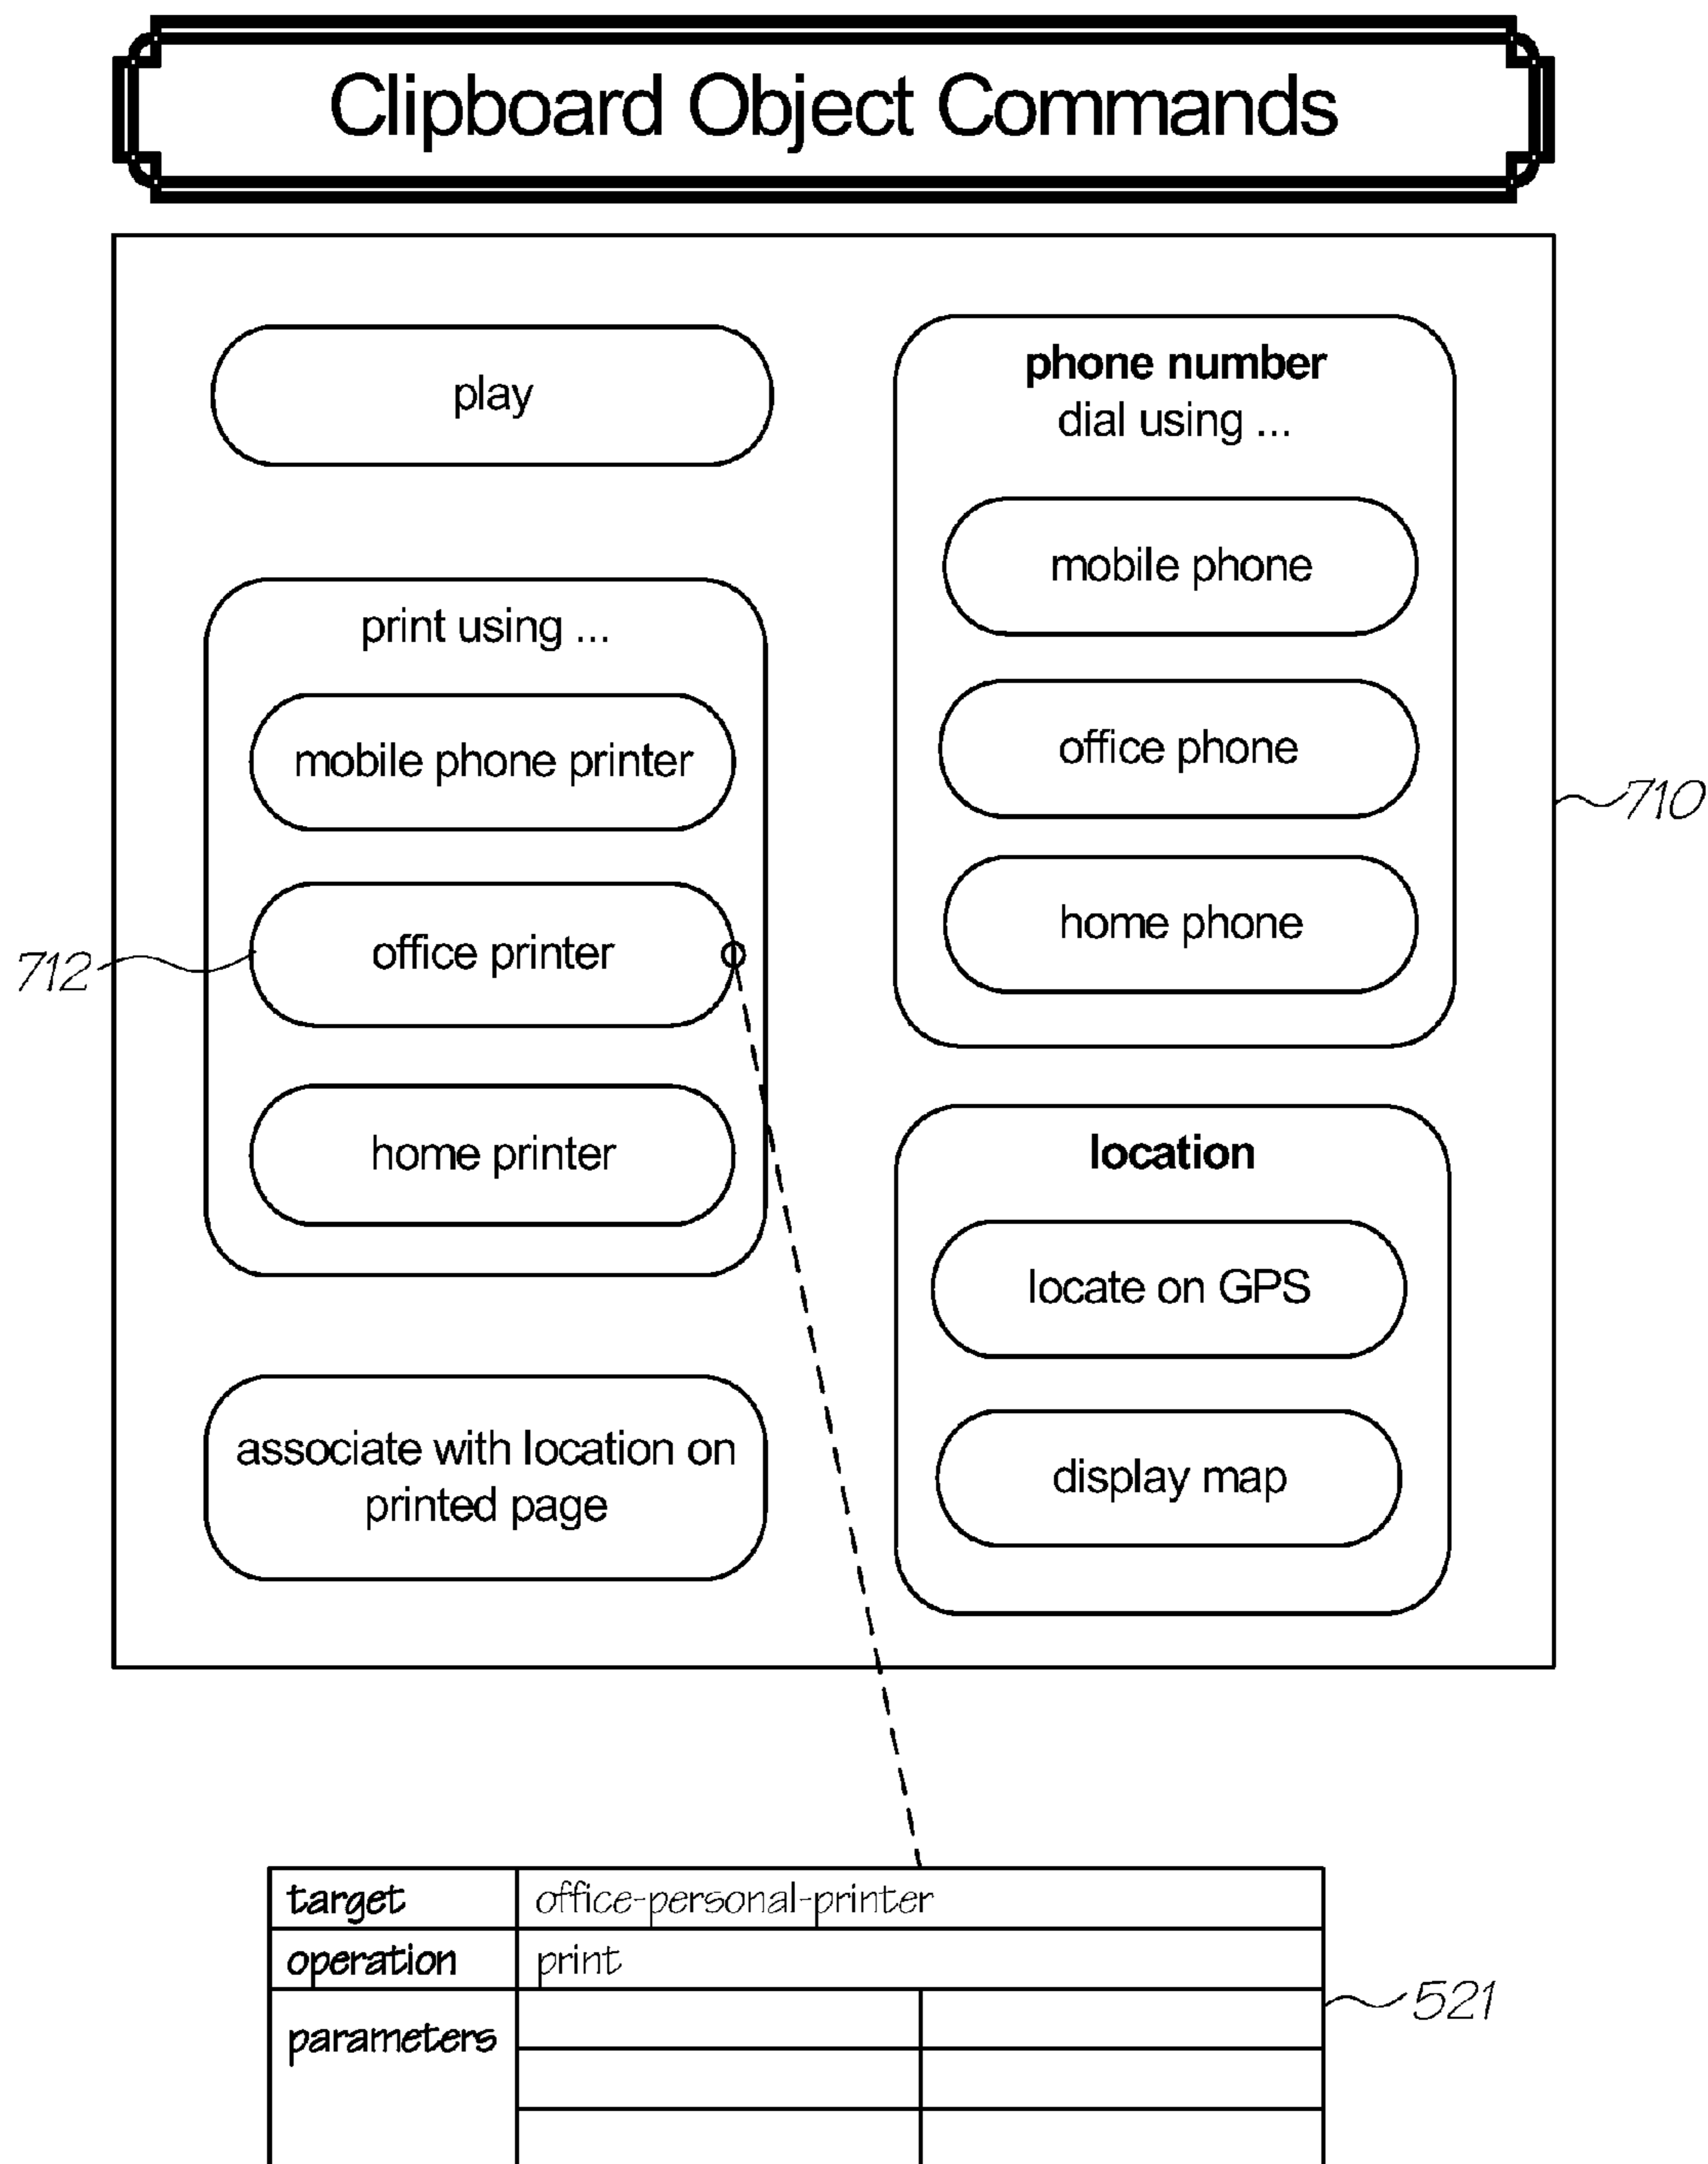 Clipboard Object Commands
play
print using ...
mobile phone printer
712
office printer
home printer
associate with location on
printed page
phone number
dial using ...
mobile phone
office phone
home phone
710
location
locate on GPS
display map
target office-personal-printer
operation print
521
parameters